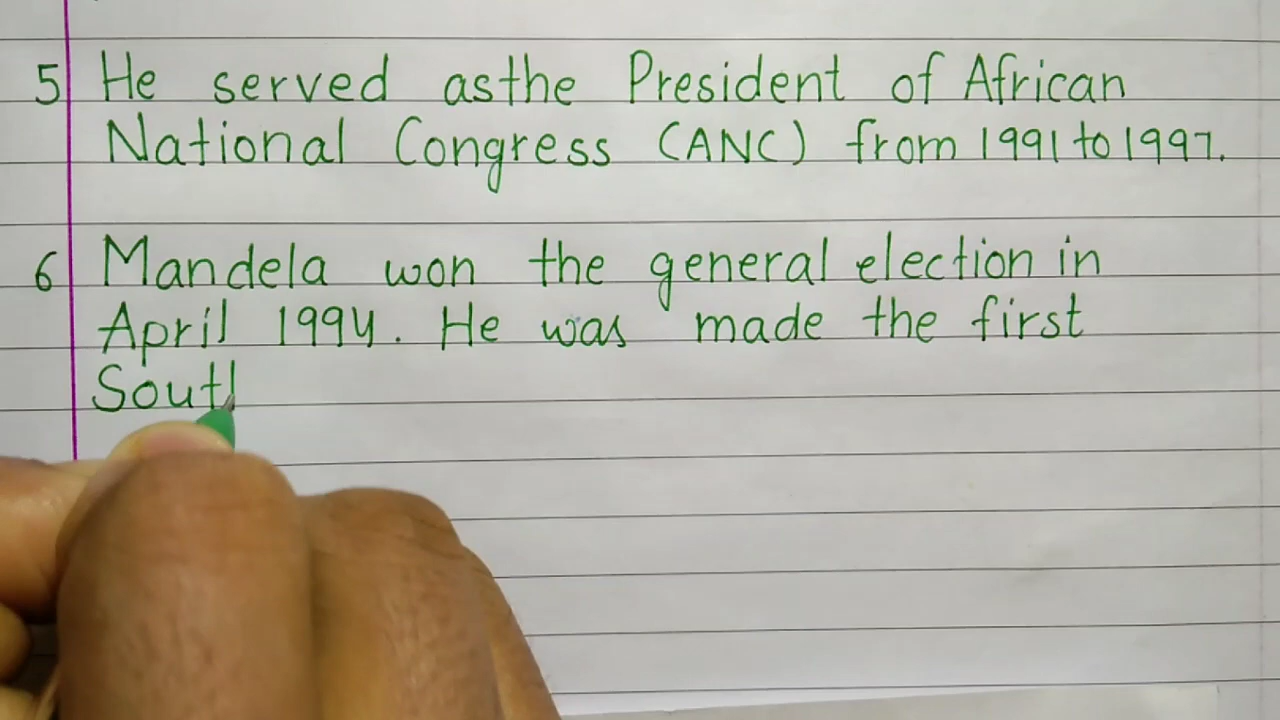 5 He served asthe President of African
National Congress (ANC) from 1991 to 1997.
6 Mandela won the general election in
April 1994. He was made the first
Sout